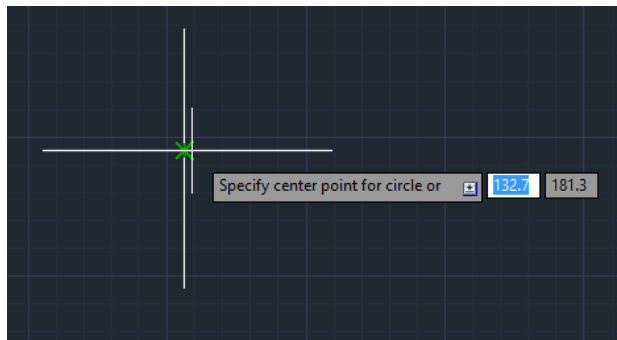 Specify center point for circle or 132.7 181.3